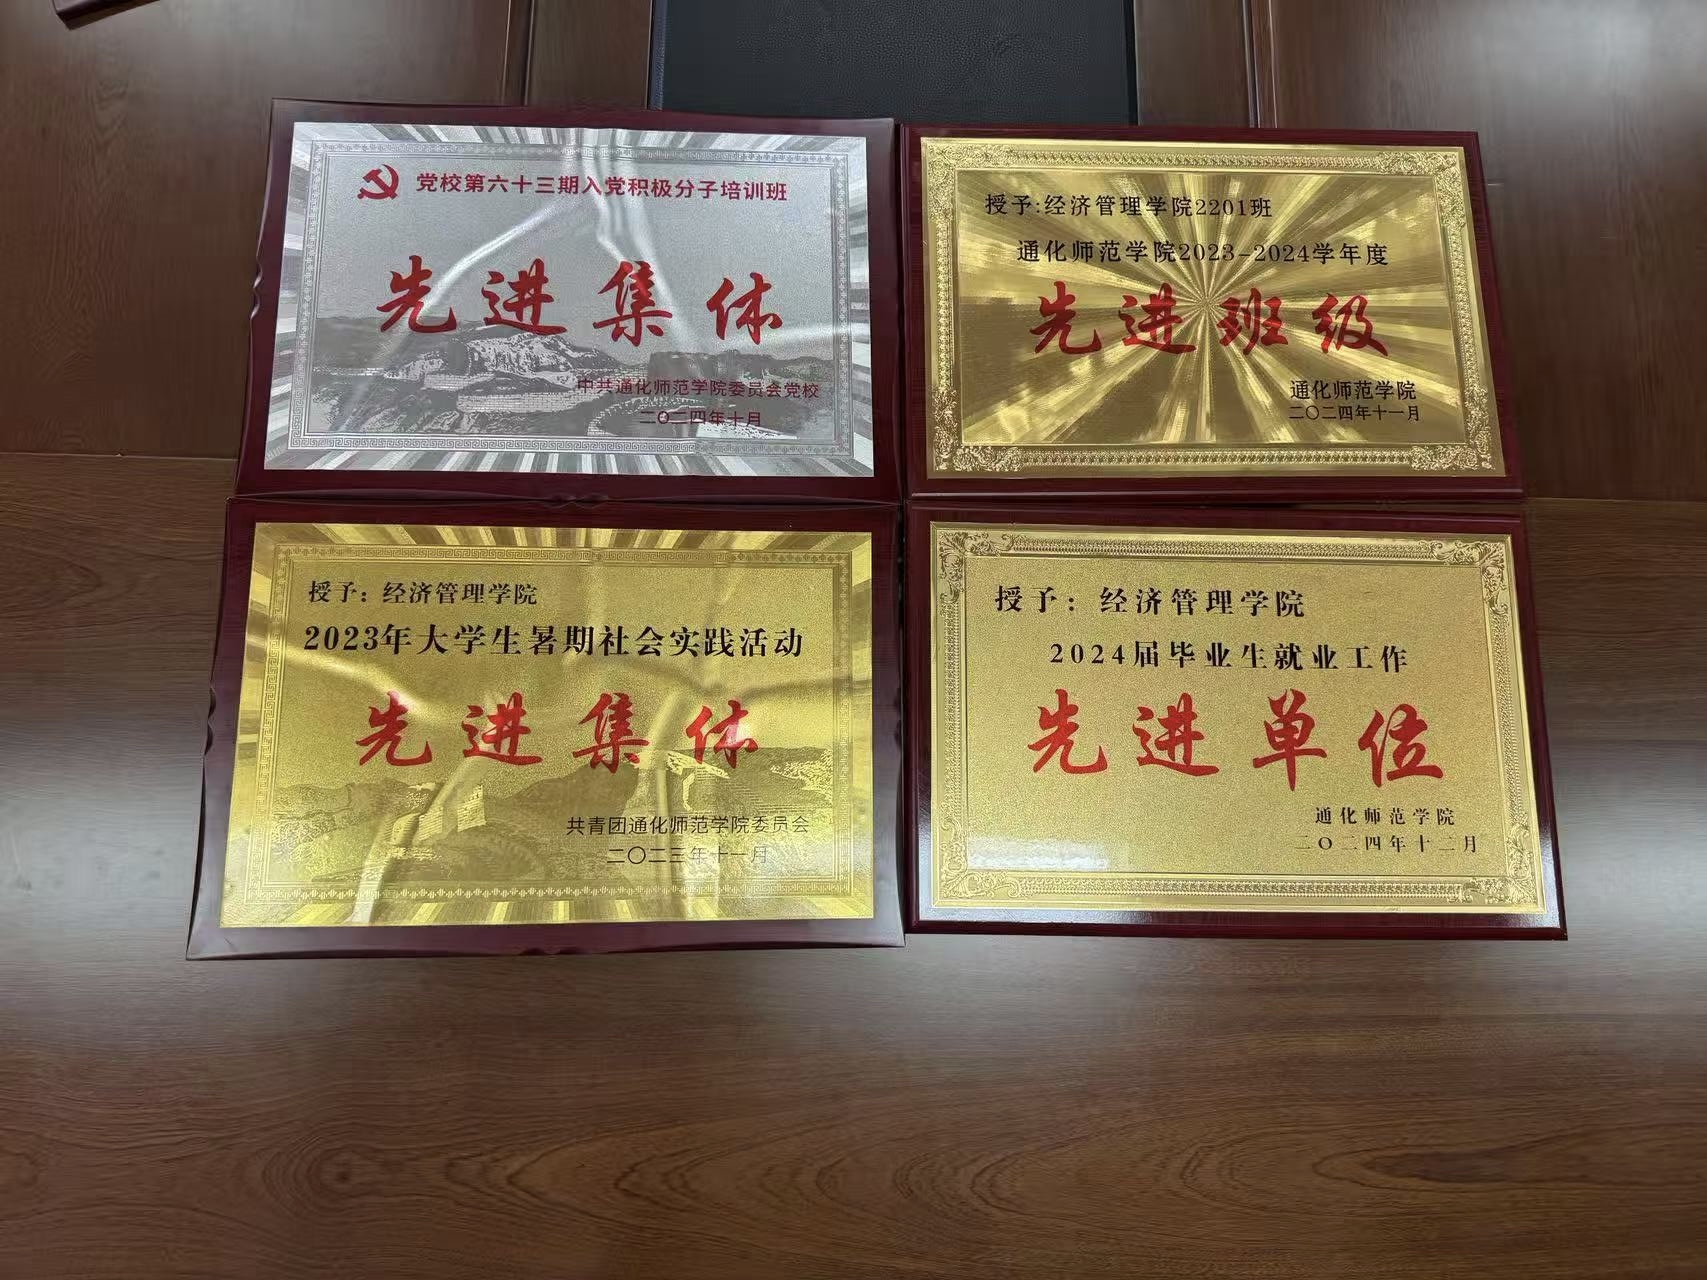 党校第六十三期入党积极分子培训班
先进集体
中共通化师范学院委员会党校
二〇二四年十月
授予:经济管理学院2201班
通化师范学院2023-2024学年度
先进班级
通化师范学院
二〇二四年十一月
授予：经济管理学院
2023年大学生暑期社会实践活动
先进集体
共青团通化师范学院委员会
二〇二三年十一月
授予：经济管理学院
2024届毕业生就业工作
先进单位
通化师范学院
二〇二四年十二月